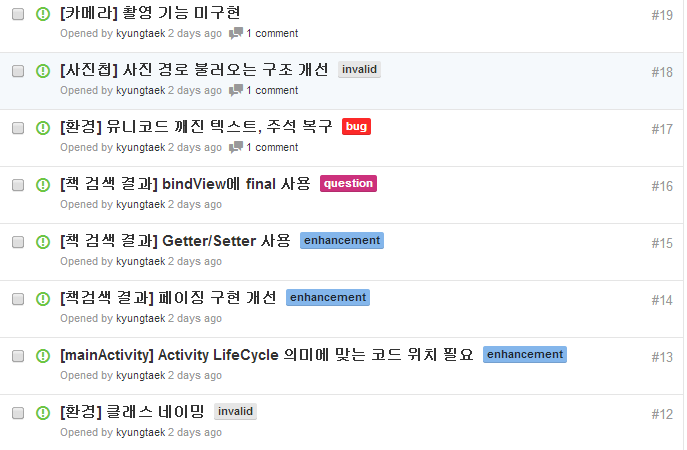 [카메라] 촬영 기능 미구현 #19
Opened by kyungtaek 2 days ago 1 comment
[사진첩] 사진 경로 불러오는 구조 개선 invalid #18
Opened by kyungtaek 2 days ago 1 comment
[환경] 유니코드 깨진 텍스트, 주석 복구 bug #17
Opened by kyungtaek 2 days ago 1 comment
[책 검색 결과] bindView에 final 사용 question #16
Opened by kyungtaek 2 days ago
[책 검색 결과] Getter/Setter 사용 enhancement #15
Opened by kyungtaek 2 days ago
[책검색 결과] 페이징 구현 개선 enhancement #14
Opened by kyungtaek 2 days ago
[mainActivity] Activity LifeCycle 의미에 맞는 코드 위치 필요 enhancement #13
Opened by kyungtaek 2 days ago
[환경] 클래스 네이밍 invalid #12
Opened by kyungtaek 2 days ago